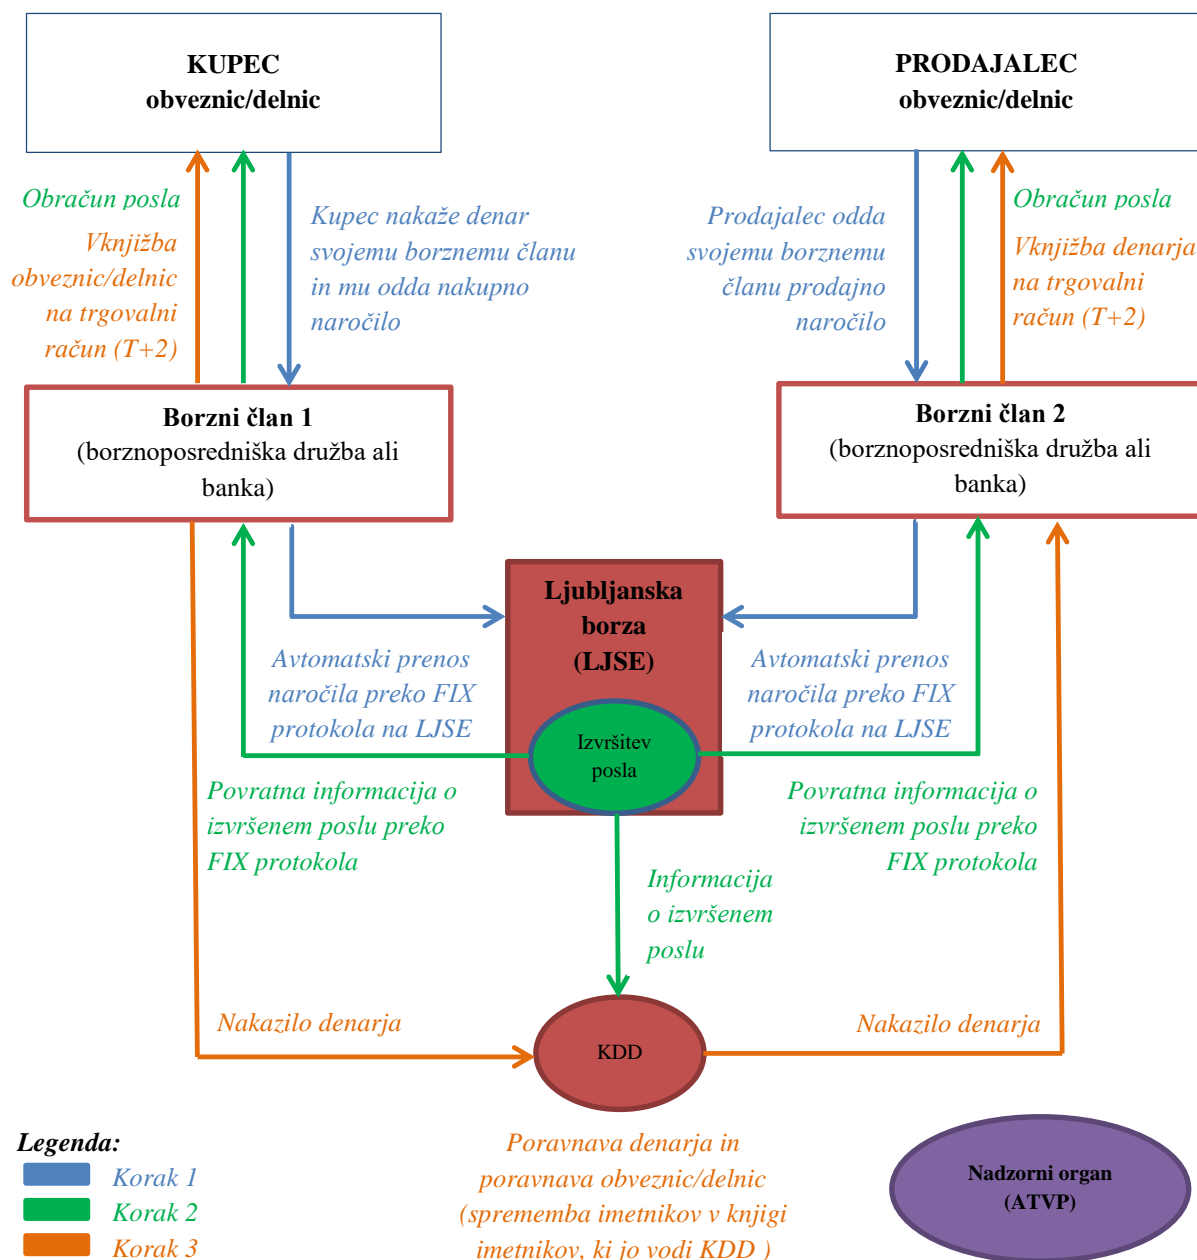 KUPEC
obveznic/delnic
PRODAJALEC
obveznic/delnic
Obračun posla
Vknjižba
obveznic/delnic
na trgovalni
račun (T+2)
Kupec nakaže denar
svojemu borznemu članu
in mu odda nakupno
naročilo
Prodajalec odda
svojemu borznemu
članu prodajno
naročilo
Obračun posla
Vknjižba denarja
na trgovalni
račun (T+2)
Borzni član 1
(borznoposredniška družba ali
banka)
Borzni član 2
(borznoposredniška družba ali
banka)
Ljubljanska
borza
(LJSE)
Avtomatski prenos
naročila preko FIX
protokola na LJSE
Avtomatski prenos
naročila preko FIX
protokola na LJSE
Izvršitev
posla
Povratna informacija o
izvršenem poslu preko
FIX protokola
Povratna informacija o
izvršenem poslu preko
FIX protokola
Informacija
o izvršenem
poslu
Nakazilo denarja
KDD
Nakazilo denarja
Legenda:
Korak 1
Korak 2
Korak 3
Poravnava denarja in
poravnava obveznic/delnic
(sprememba imetnikov v knjigi
imetnikov, ki jo vodi KDD )
Nadzorni organ
(ATVP)